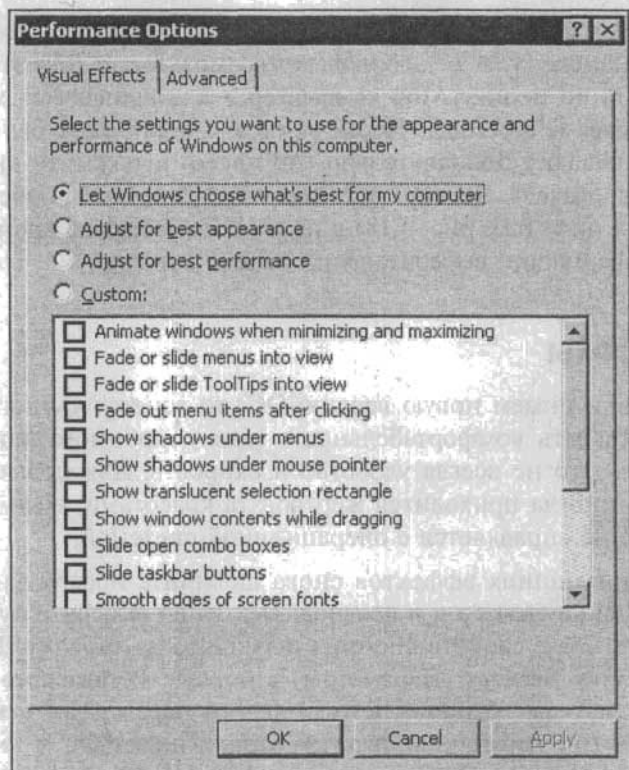 Performance Options
Visual Effects
Advanced
Select the settings you want to use for the appearance and
performance of Windows on this computer.
Let Windows choose what's best for my computer
Adjust for best appearance
Adjust for best performance
Custom:
Animate windows when minimizing and maximizing
Fade or slide menus into view
Fade or slide ToolTips into view
Fade out menu items after clicking
Show shadows under menus
Show shadows under mouse pointer
Show translucent selection rectangle
Show window contents while dragging
Slide open combo boxes
Slide taskbar buttons
Smooth edges of screen fonts
OK
Cancel
Apply